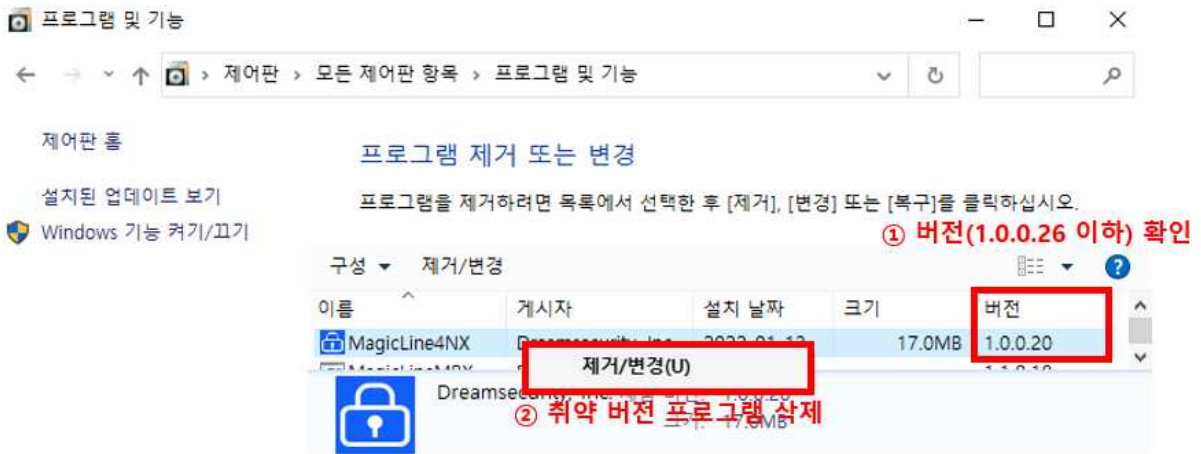 프로그램 및 기능
제어판 › 모든 제어판 항목 › 프로그램 및 기능
제어판 홈
설치된 업데이트 보기
Windows 기능 켜기/끄기
프로그램 제거 또는 변경
프로그램을 제거하려면 목록에서 선택한 후 [제거], [변경] 또는 [복구]를 클릭하십시오.
① 버전(1.0.0.26 이하) 확인
구성 제거/변경
이름 게시자 설치 날짜 크기 버전
MagicLine4NX 17.0MB 1.0.0.20
제거/변경(U)
② 취약 버전 프로그램 삭제
17.0MB